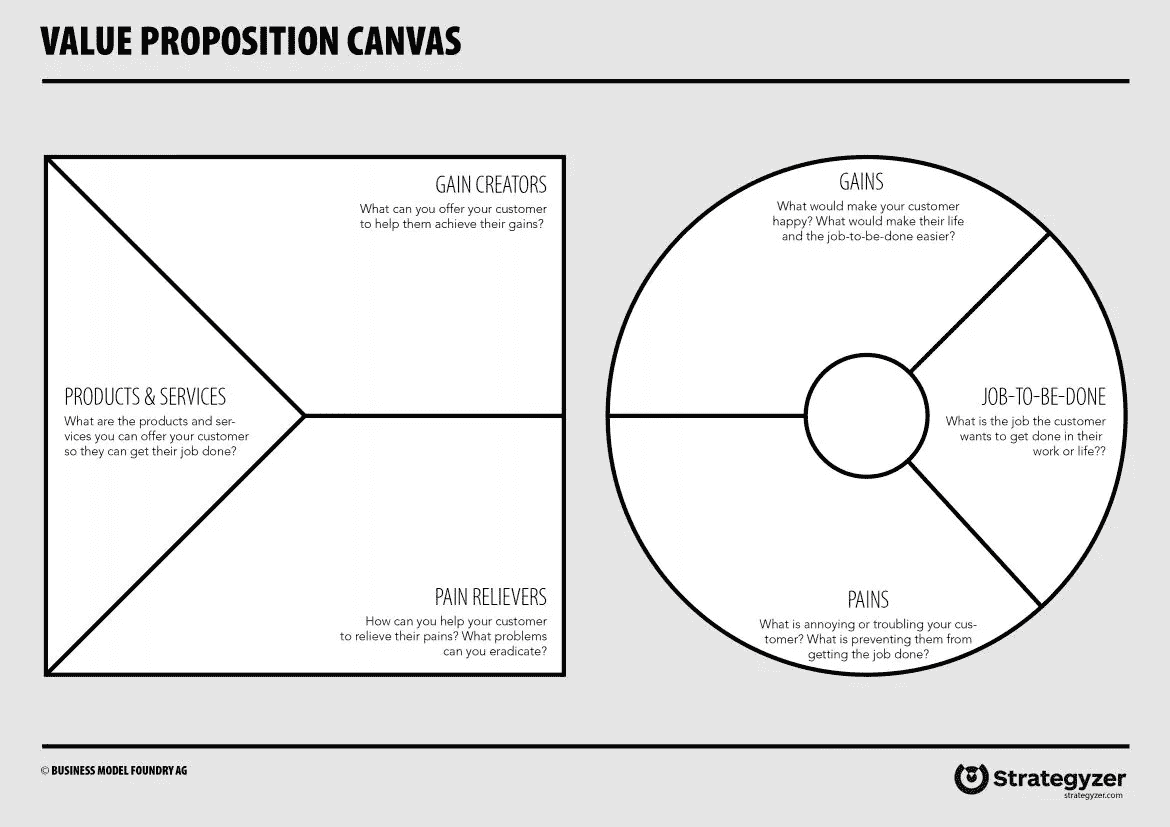 VALUE PROPOSITION CANVAS
GAIN CREATORS
What can you offer your customer
to help them achieve their gains?
PRODUCTS & SERVICES
What are the products and ser-
vices you can offer your customer
so they can get their job done?
PAIN RELIEVERS
How can you help your customer
to relieve their pains? What problems
can you eradicate?
GAINS
What would make your customer
happy? What would make their life
and the job-to-be-done easier?
JOB-TO-BE-DONE
What is the job the customer
wants to get done in their
work or life??
PAINS
What is annoying or troubling your cus-
tomer? What is preventing them from
getting the job done?
© BUSINESS MODEL FOUNDRY AG
Strategyzer
strategyzer.com